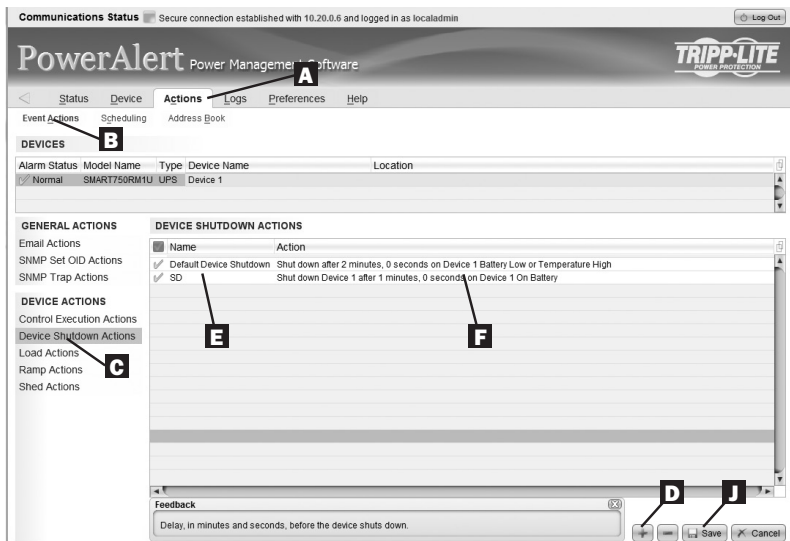 Communications Status Secure connection established with 10.20.0.6 and logged in as localadmin Log Out
PowerAlert Power Management Software
TRIPP·LITE
POWER PROTECTION
A
Status Device Actions Logs Preferences Help
Event Actions Scheduling Address Book
B
DEVICES
Alarm Status Model Name Type Device Name Location
Normal SMART750RM1U UPS Device 1
GENERAL ACTIONS
Email Actions
SNMP Set OID Actions
SNMP Trap Actions
DEVICE ACTIONS
Control Execution Actions
Device Shutdown Actions
Load Actions
C
Ramp Actions
Shed Actions
DEVICE SHUTDOWN ACTIONS
Name Action
Default Device Shutdown Shut down after 2 minutes, 0 seconds on Device 1 Battery Low or Temperature High
SD Shut down Device 1 after 1 minutes, 0 seconds on Device 1 On Battery
E F
D J
Feedback
Delay, in minutes and seconds, before the device shuts down.
Save Cancel